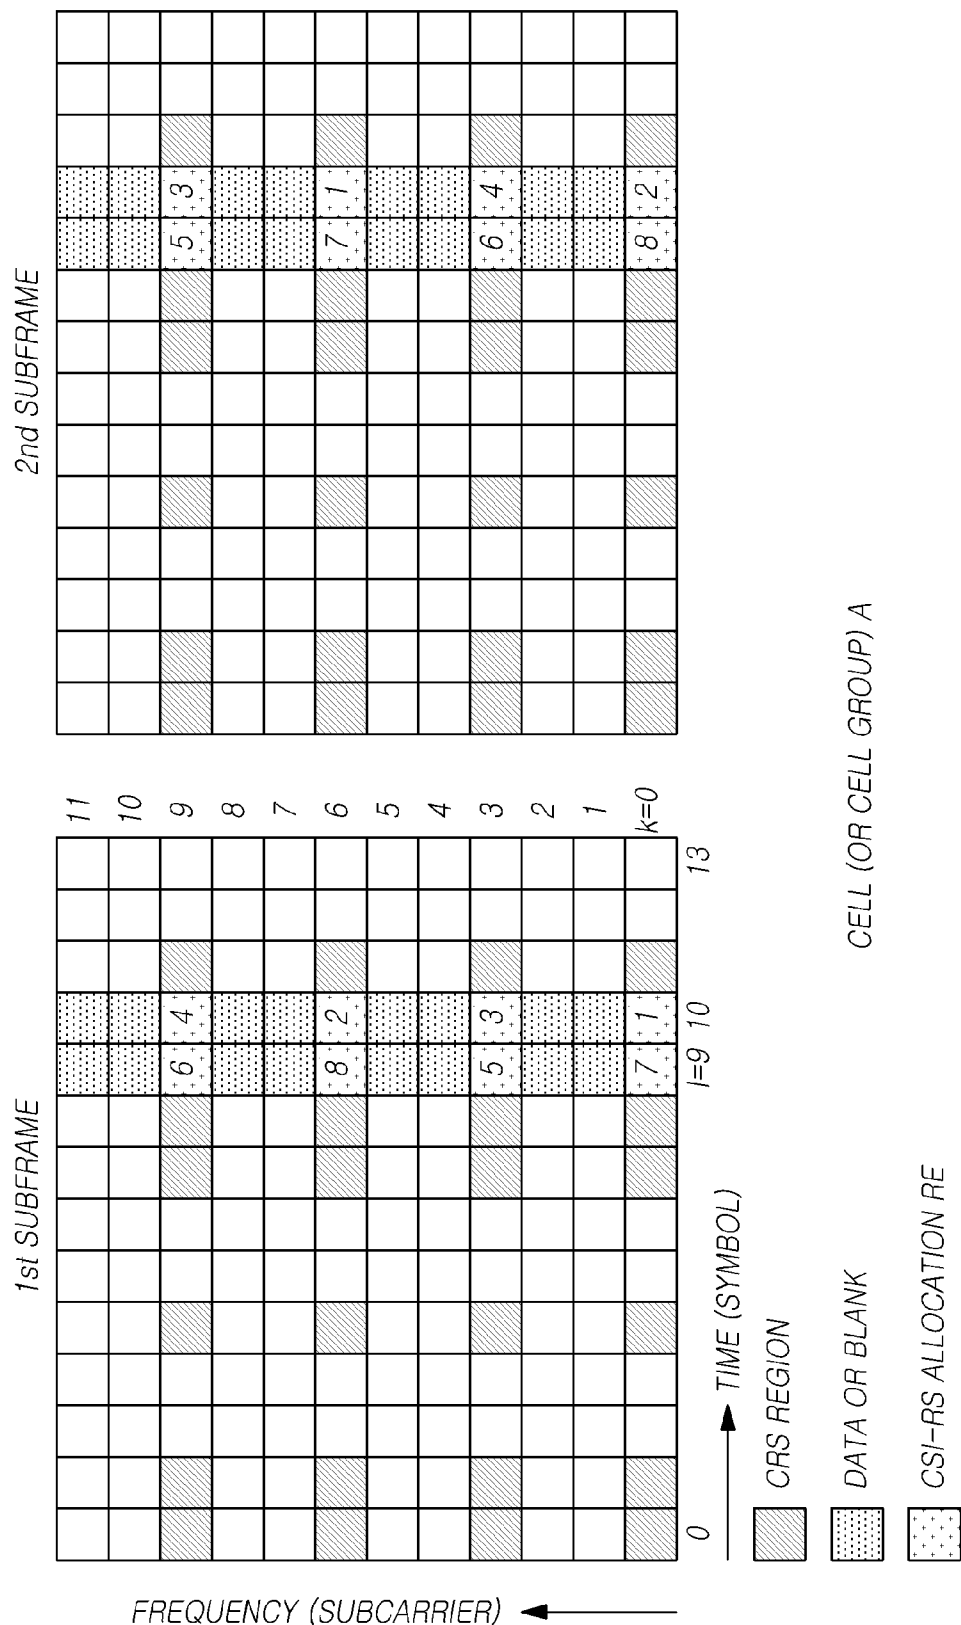 1st SUBFRAME
2nd SUBFRAME
FREQUENCY (SUBCARRIER)
11
10
6 4 9 5 3
8
7
8 2 6 7 1
5
4
5 3 3 6 4
2
1
7 1 k=0 8 2
0 l=9 10 13
TIME (SYMBOL)
CRS REGION
DATA OR BLANK
CSI-RS ALLOCATION RE
CELL (OR CELL GROUP) A